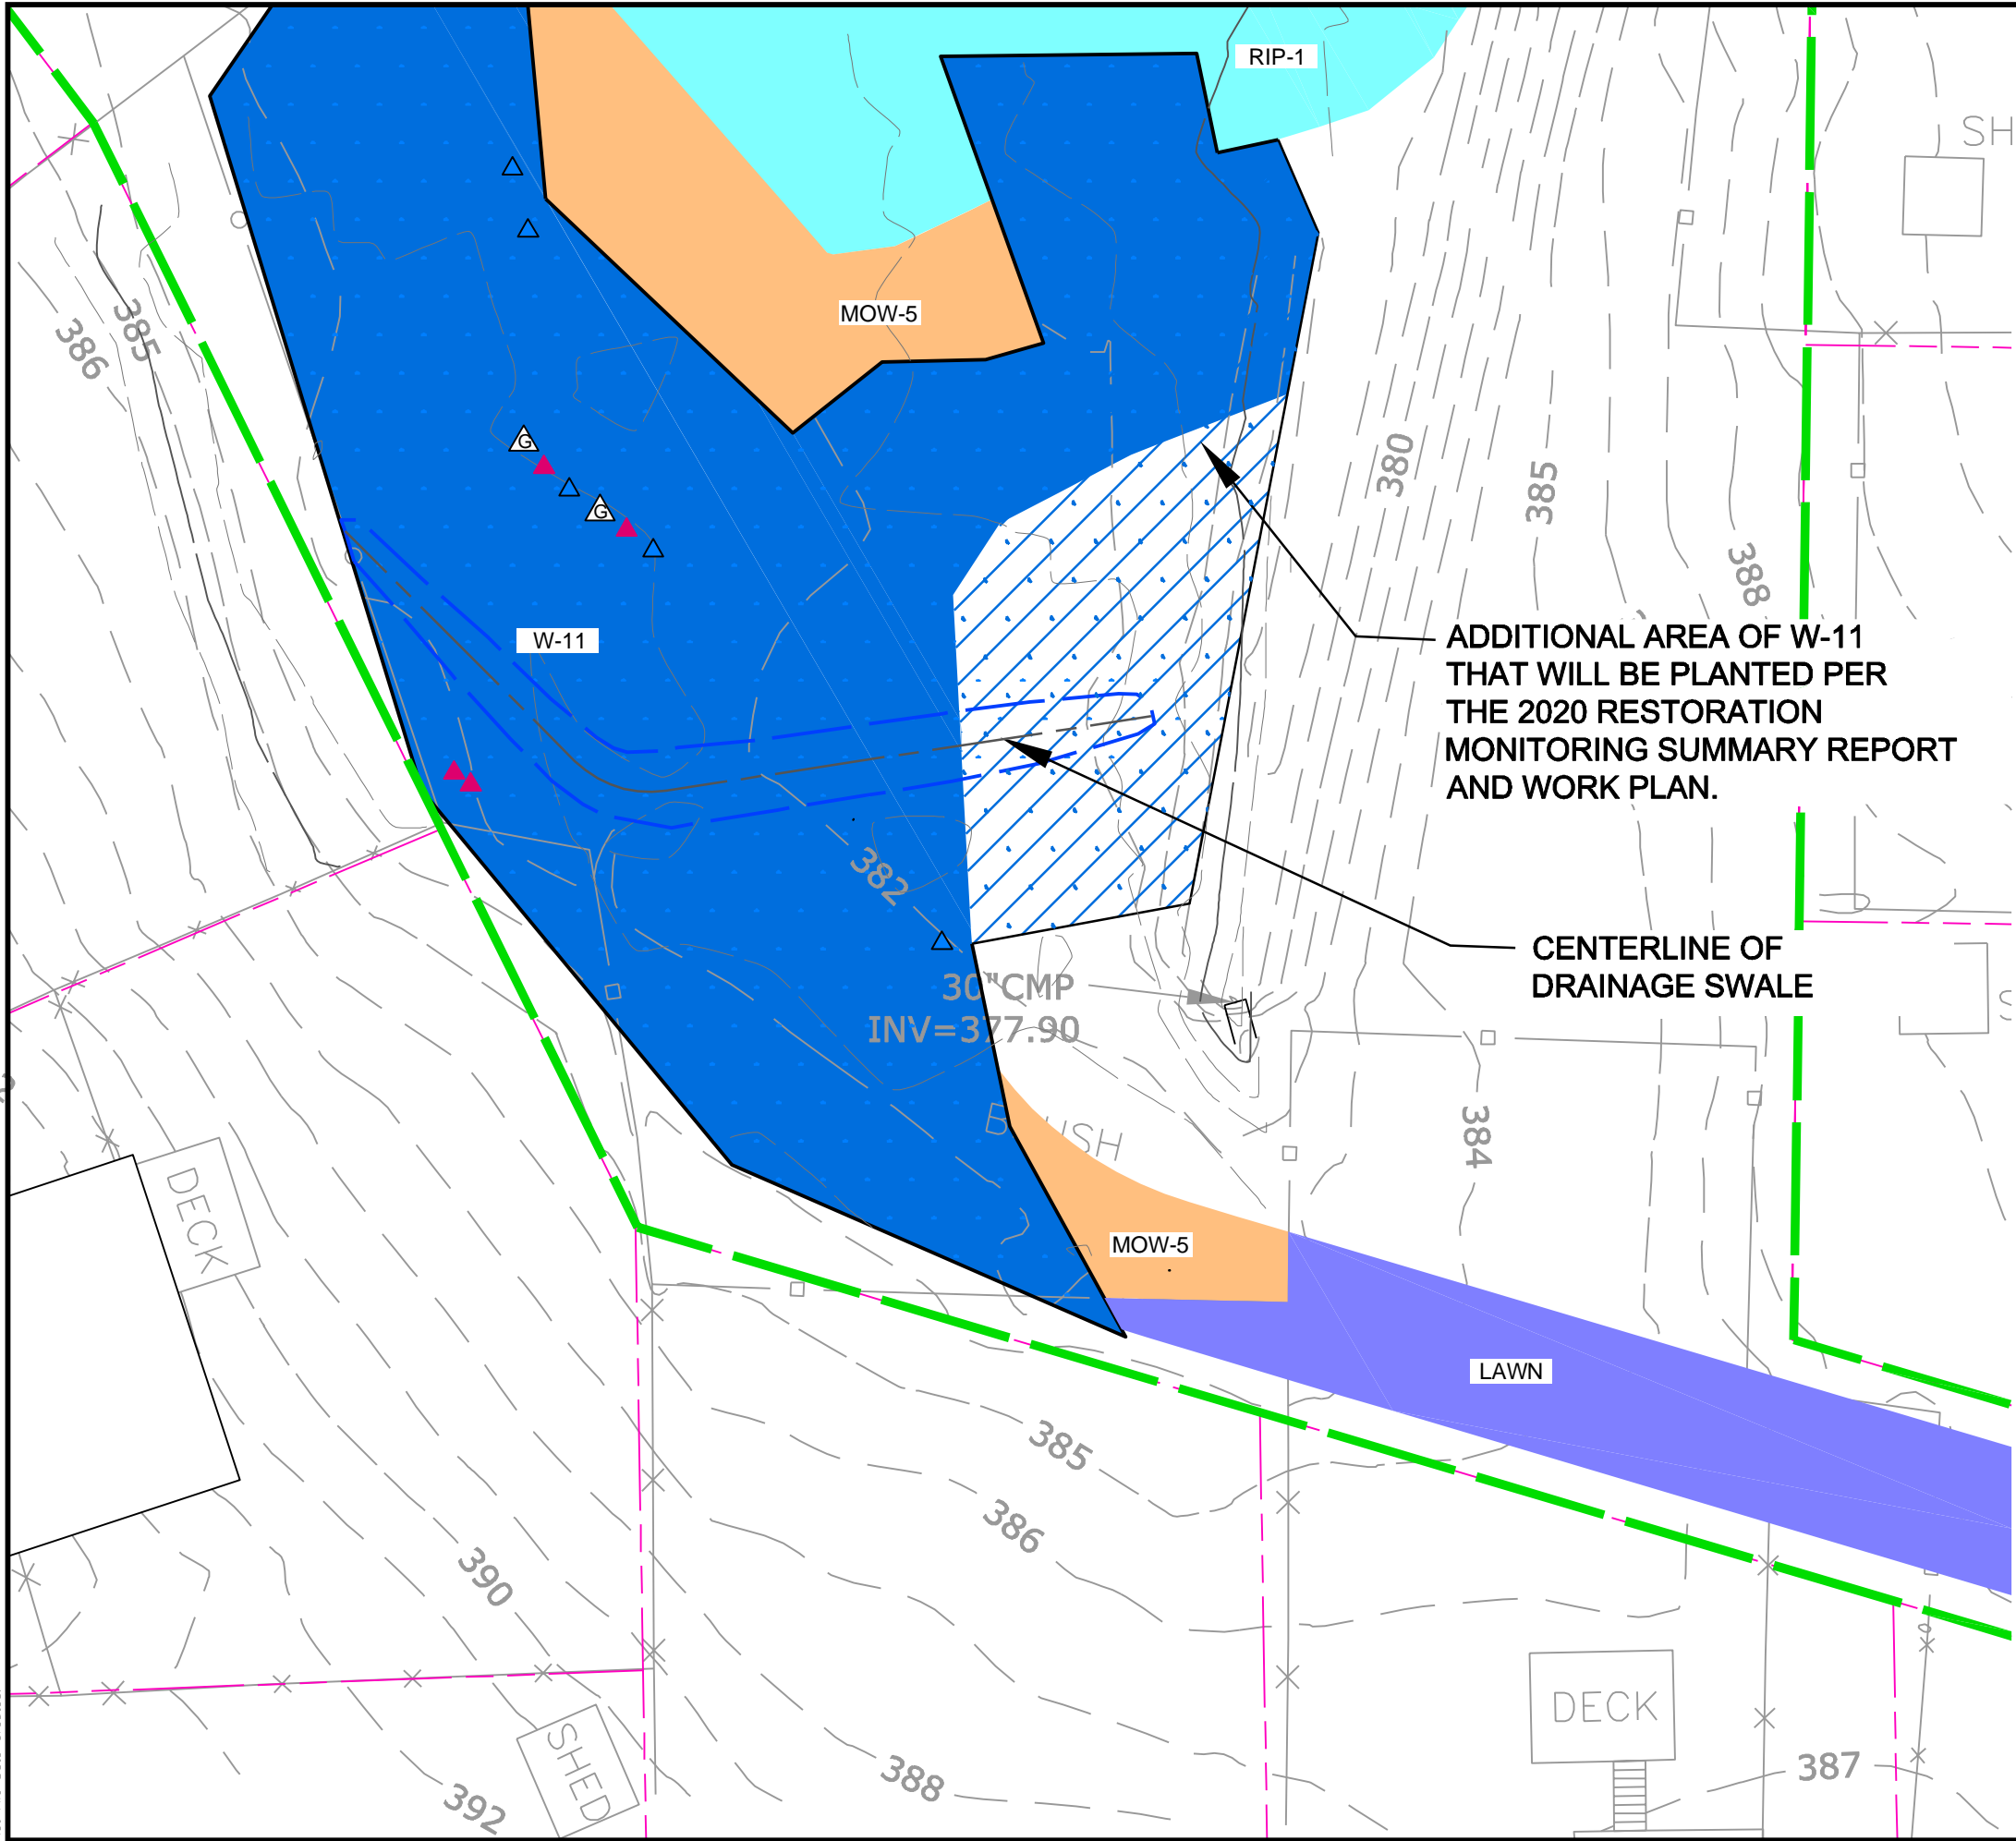 RIP-1
SH
MOW-5
386
385
380
385
388
W-11
ADDITIONAL AREA OF W-11
THAT WILL BE PLANTED PER
THE 2020 RESTORATION
MONITORING SUMMARY REPORT
AND WORK PLAN.
G
G
382
CENTERLINE OF
DRAINAGE SWALE
30"CMP
INV=377.90
384
DECK
MOW-5
LAWN
385
386
390
DECK
SHED
388
387
392